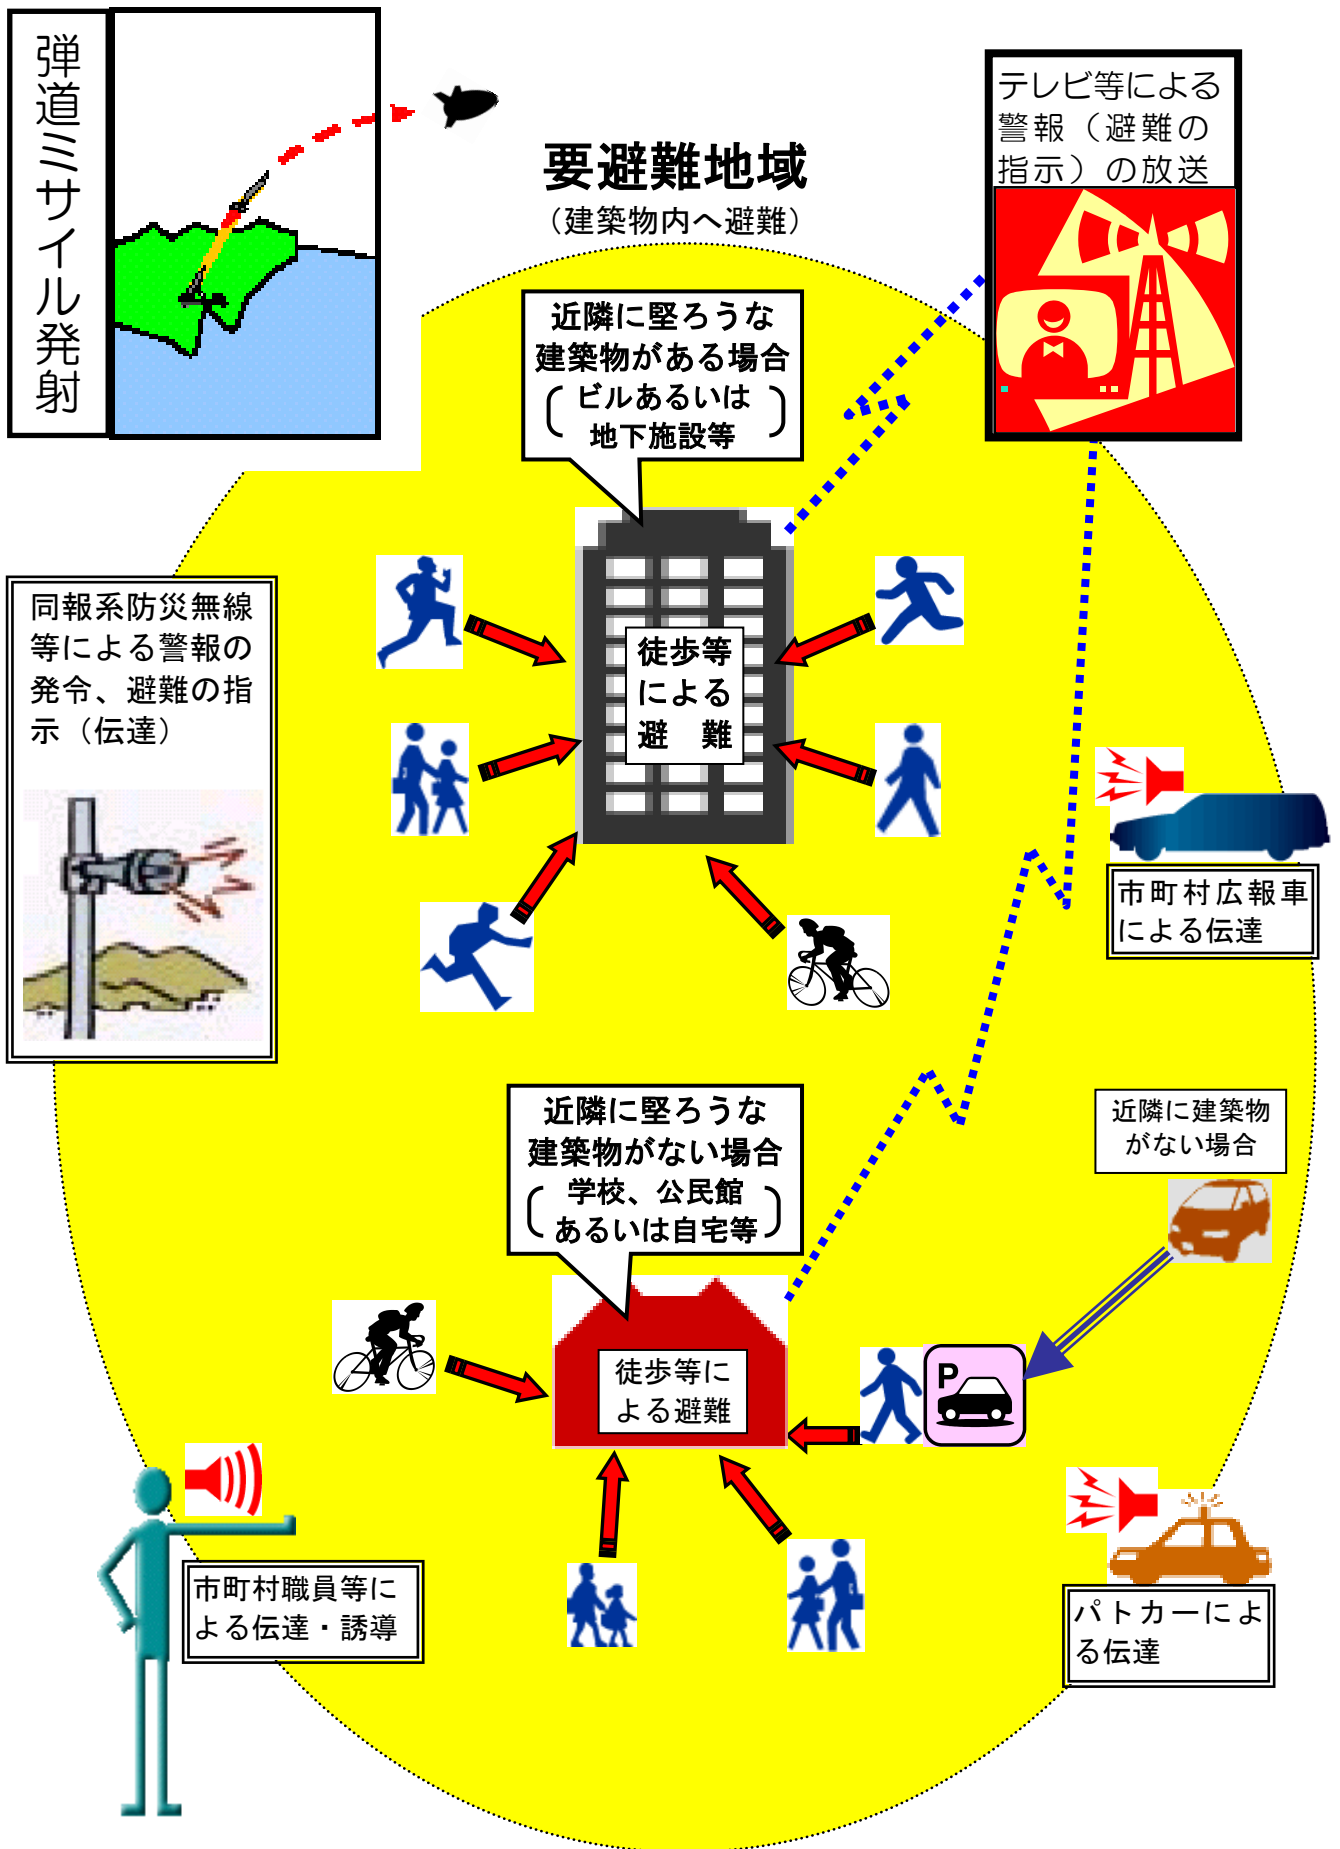 弾道ミサイル発射
テレビ等による
警報（避難の
指示）の放送
要避難地域
（建築物内へ避難）
近隣に堅ろうな
建築物がある場合
ビルあるいは
地下施設等
同報系防災無線
等による警報の
発令、避難の指
示（伝達）
徒歩等
による
避　難
市町村広報車
による伝達
近隣に堅ろうな
建築物がない場合
学校、公民館
あるいは自宅等
近隣に建築物
がない場合
徒歩等に
よる避難
P
市町村職員等に
よる伝達・誘導
パトカーによ
る伝達